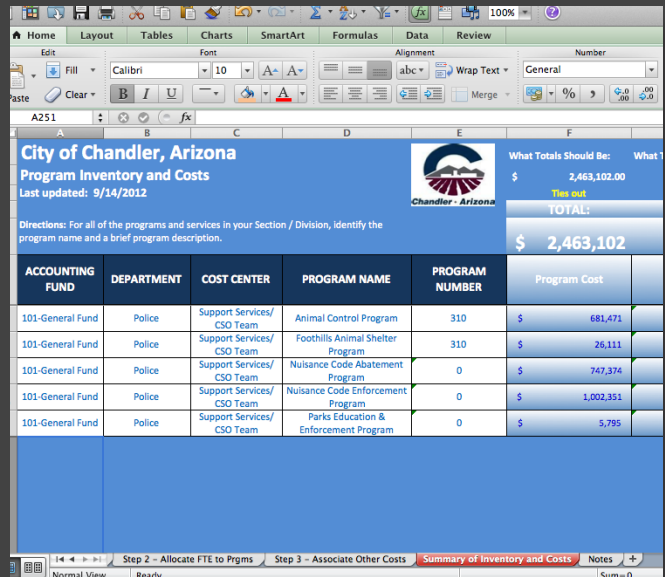 100%
Home Layout Tables Charts SmartArt Formulas Data Review
Edit Font Alignment Number
Fill Calibri 10 A A abc Wrap Text General
Paste Clear B I U A Merge % .0 .00 .00 .0
A251 fx
A B C D E F
City of Chandler, Arizona
Program Inventory and Costs
Last updated: 9/14/2012
Chandler · Arizona
What Totals Should Be: What T
$ 2,463,102.00
Ties out
TOTAL:
$ 2,463,102
Directions: For all of the programs and services in your Section / Division, identify the
program name and a brief program description.
ACCOUNTING
FUND
DEPARTMENT
COST CENTER
PROGRAM NAME
PROGRAM
NUMBER
Program Cost
101-General Fund Police
Support Services/
CSO Team
Animal Control Program 310 $ 681,471
101-General Fund Police
Support Services/
CSO Team
Foothills Animal Shelter
Program
310 $ 26,111
101-General Fund Police
Support Services/
CSO Team
Nuisance Code Abatement
Program
0 $ 747,374
101-General Fund Police
Support Services/
CSO Team
Nuisance Code Enforcement
Program
0 $ 1,002,351
101-General Fund Police
Support Services/
CSO Team
Parks Education &
Enforcement Program
0 $ 5,795
Step 2 - Allocate FTE to Prgms Step 3 - Associate Other Costs Summary of Inventory and Costs Notes +
Normal View Ready Sum=0